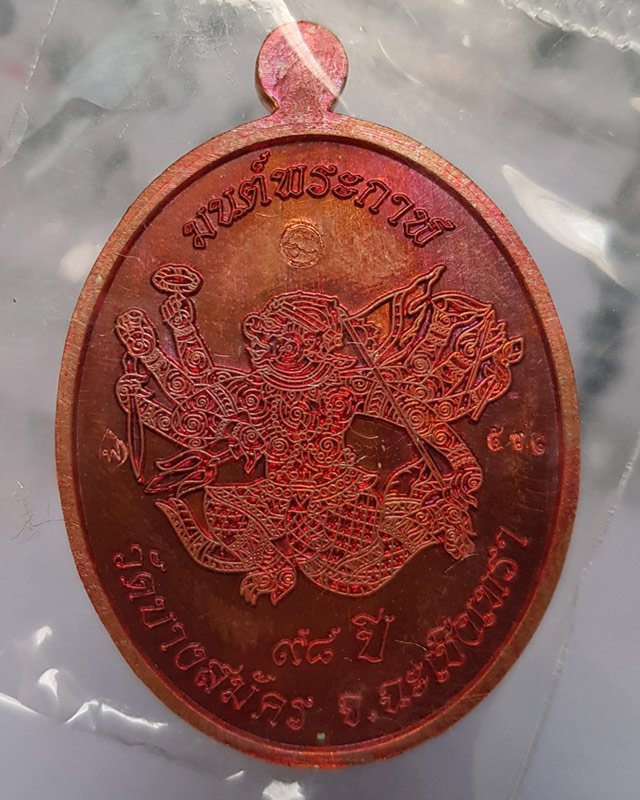 มนต์พระกาฬ
๕๒๘
๙๘ ปี
วัดบางสมัคร จ.ฉะเชิงเทรา